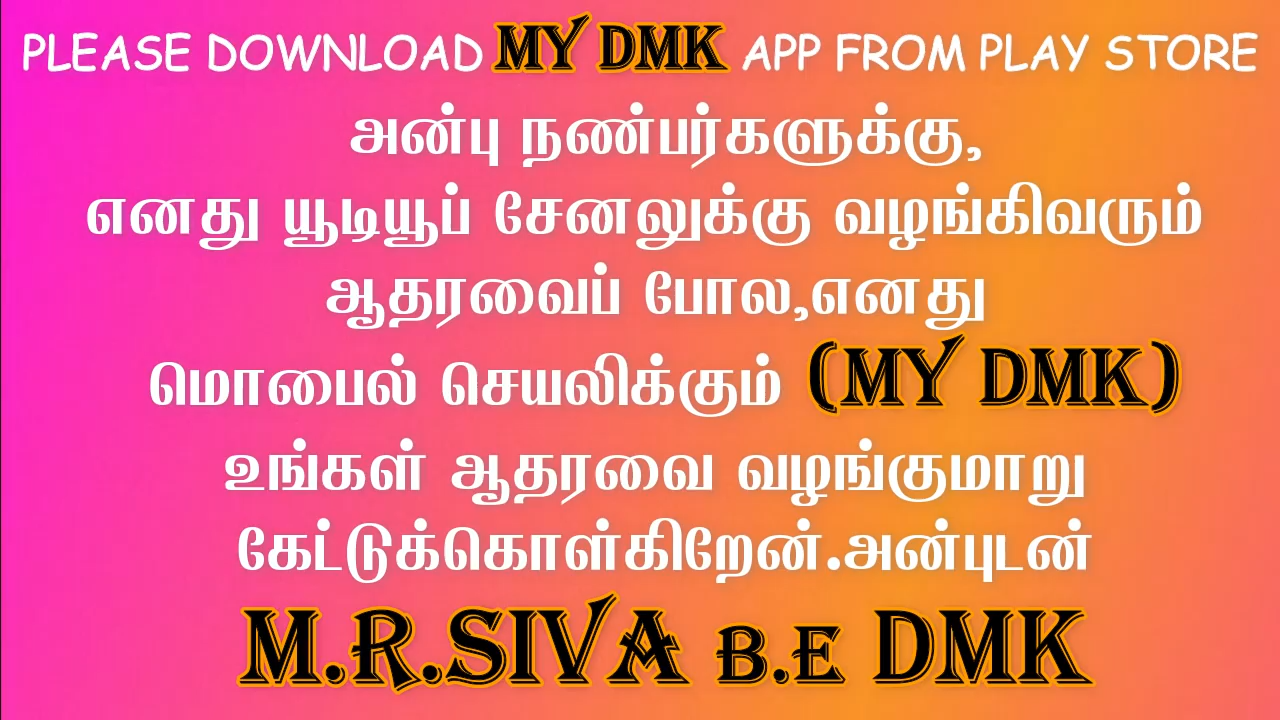 PLEASE DOWNLOAD MY DMK APP FROM PLAY STORE
அன்பு நண்பர்களுக்கு,
எனது யூடியூப் சேனலுக்கு வழங்கிவரும்
ஆதரவைப் போல,எனது
மொபைல் செயலிக்கும் (MY DMK)
உங்கள் ஆதரவை வழங்குமாறு
கேட்டுக்கொள்கிறேன்.அன்புடன்
M.R.SIVA B.E DMK